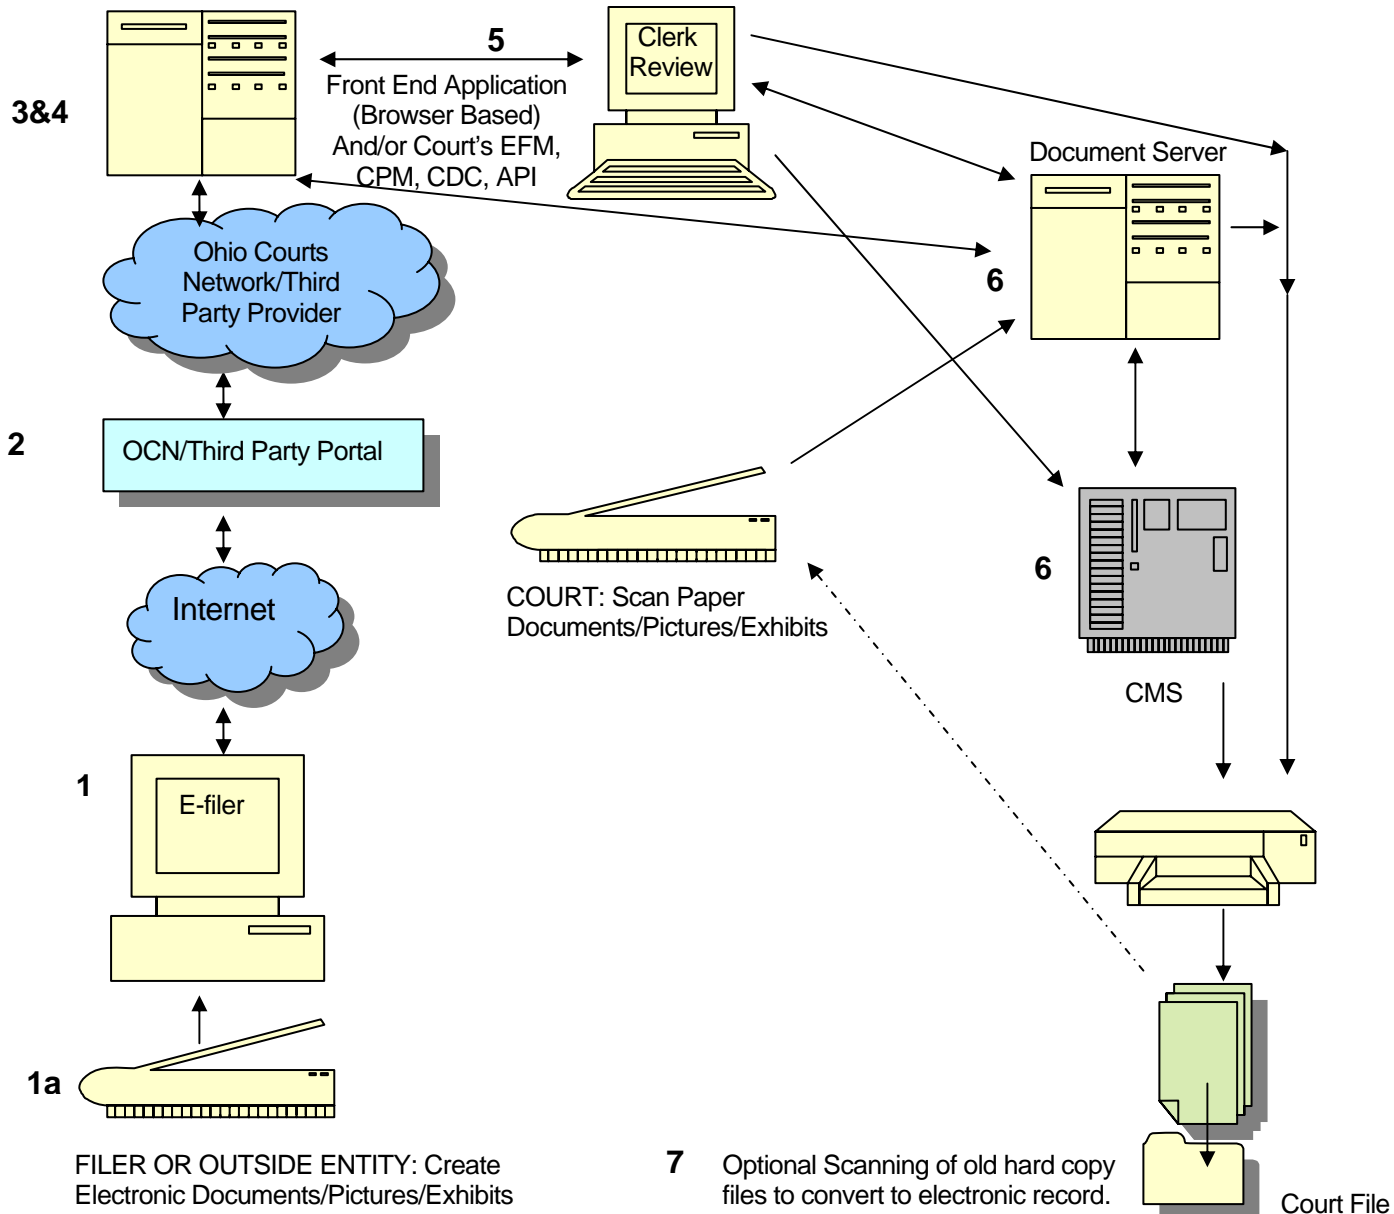 3&4
5
Front End Application
(Browser Based)
And/or Court's EFM,
CPM, CDC, API
Clerk
Review
Document Server
6
Ohio Courts
Network/Third
Party Provider
2
OCN/Third Party Portal
Internet
COURT: Scan Paper
Documents/Pictures/Exhibits
6
CMS
1
E-filer
1a
FILER OR OUTSIDE ENTITY: Create
Electronic Documents/Pictures/Exhibits
7
Optional Scanning of old hard copy
files to convert to electronic record.
Court File